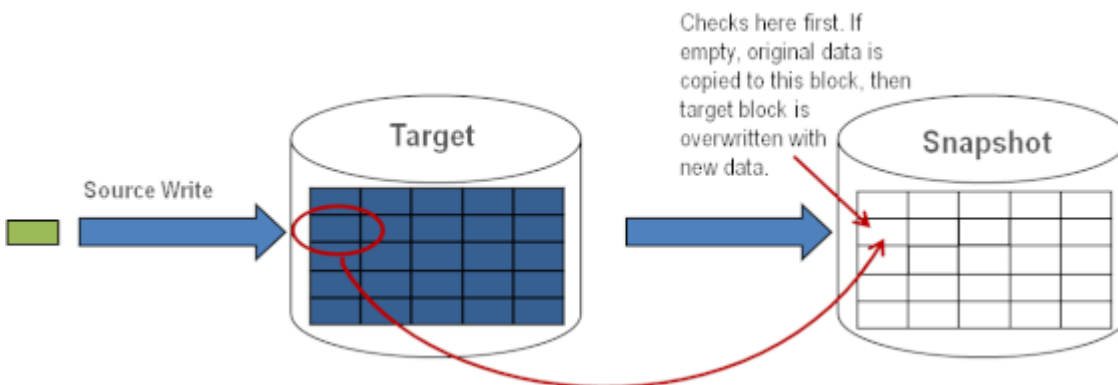 Checks here first. If
empty, original data is
copied to this block, then
target block is
overwritten with
new data.
Target
Snapshot
Source Write